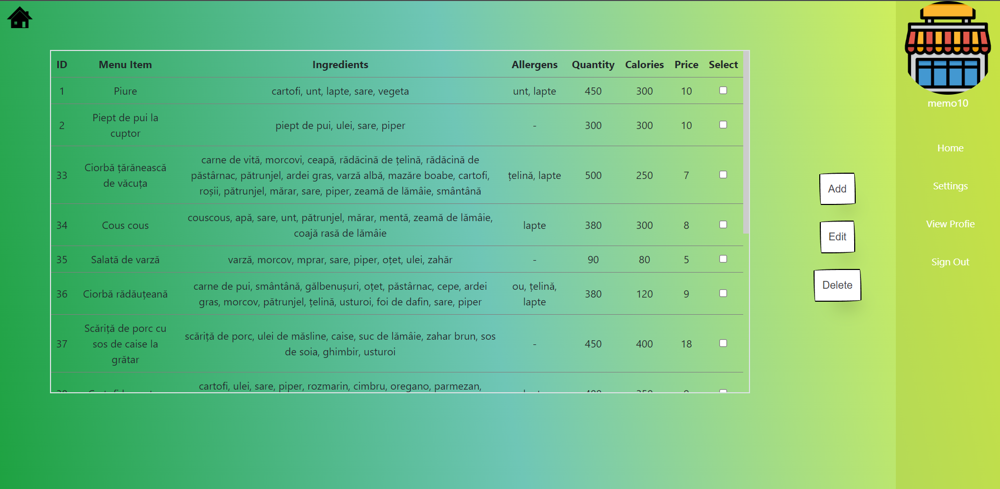 ID Menu Item Ingredients Allergens Quantity Calories Price Select
1 Piure cartofi, unt, lapte, sare, vegeta unt, lapte 450 300 10
Piept de pui la
2 piept de pui, ulei, sare, piper - 300 300 10
cuptor
carne de vită, morcovi, ceapă, rădăcină de țelină, rădăcină de
Ciorbă țărănească
33 păstârnac, pătrunjel, ardei gras, varză albă, mazăre boabe, cartofi, țelină, lapte 500 250 7
de văcuța
roșii, pătrunjel, mărar, sare, piper, zeamă de lămâie, smântână
couscous, apă, sare, unt, pătrunjel, mărar, mentă, zeamă de lămâie,
34 Cous cous lapte 380 300 8
coajă rasă de lămâie
35 Salată de varză varză, morcov, mprar, sare, piper, oțet, ulei, zahăr - 90 80 5
carne de pui, smântână, gălbenușuri, oțet, păstârnac, cepe, ardei ou, țelină,
36 Ciorbă rădăuțeană 380 120 9
gras, morcov, pătrunjel, țelină, usturoi, foi de dafin, sare, piper lapte
Scăriță de porc cu
scăriță de porc, ulei de măsline, caise, suc de lămâie, zahar brun, sos
37 sos de caise la - 450 400 18
de soia, ghimbir, usturoi
grătar
cartofi, ulei, sare, piper, rozmarin, cimbru, oregano, parmezan,
Add
Edit
Delete
memo10
Home
Settings
View Profie
Sign Out